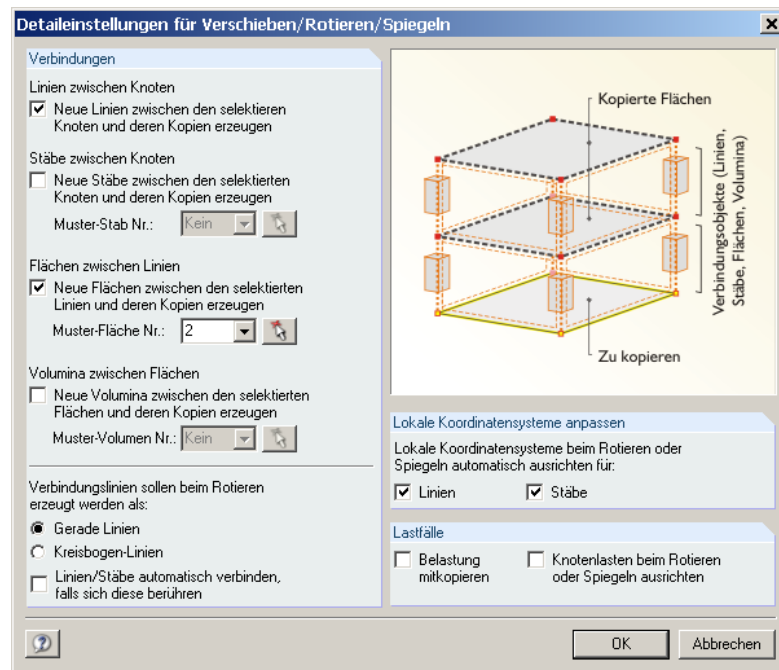 Detaileinstellungen für Verschieben/Rotieren/Spiegeln
Verbindungen
Linien zwischen Knoten
Neue Linien zwischen den selektieren
Knoten und deren Kopien erzeugen
Stäbe zwischen Knoten
Neue Stäbe zwischen den selektierten
Knoten und deren Kopien erzeugen
Muster-Stab Nr.: Kein
Flächen zwischen Linien
Neue Flächen zwischen den selektierten
Linien und deren Kopien erzeugen
Muster-Fläche Nr.: 2
Volumina zwischen Flächen
Neue Volumina zwischen den selektierten
Flächen und deren Kopien erzeugen
Muster-Volumen Nr.: Kein
Verbindungslinien sollen beim Rotieren
erzeugt werden als:
Gerade Linien
Kreisbogen-Linien
Linien/Stäbe automatisch verbinden,
falls sich diese berühren
Kopierte Flächen
Verbindungsobjekte (Linien,
Stäbe, Flächen, Volumina)
Zu kopieren
Lokale Koordinatensysteme anpassen
Lokale Koordinatensysteme beim Rotieren oder
Spiegeln automatisch ausrichten für:
Linien Stäbe
Lastfälle
Belastung
mitkopieren
Knotenlasten beim Rotieren
oder Spiegeln ausrichten
OK Abbrechen